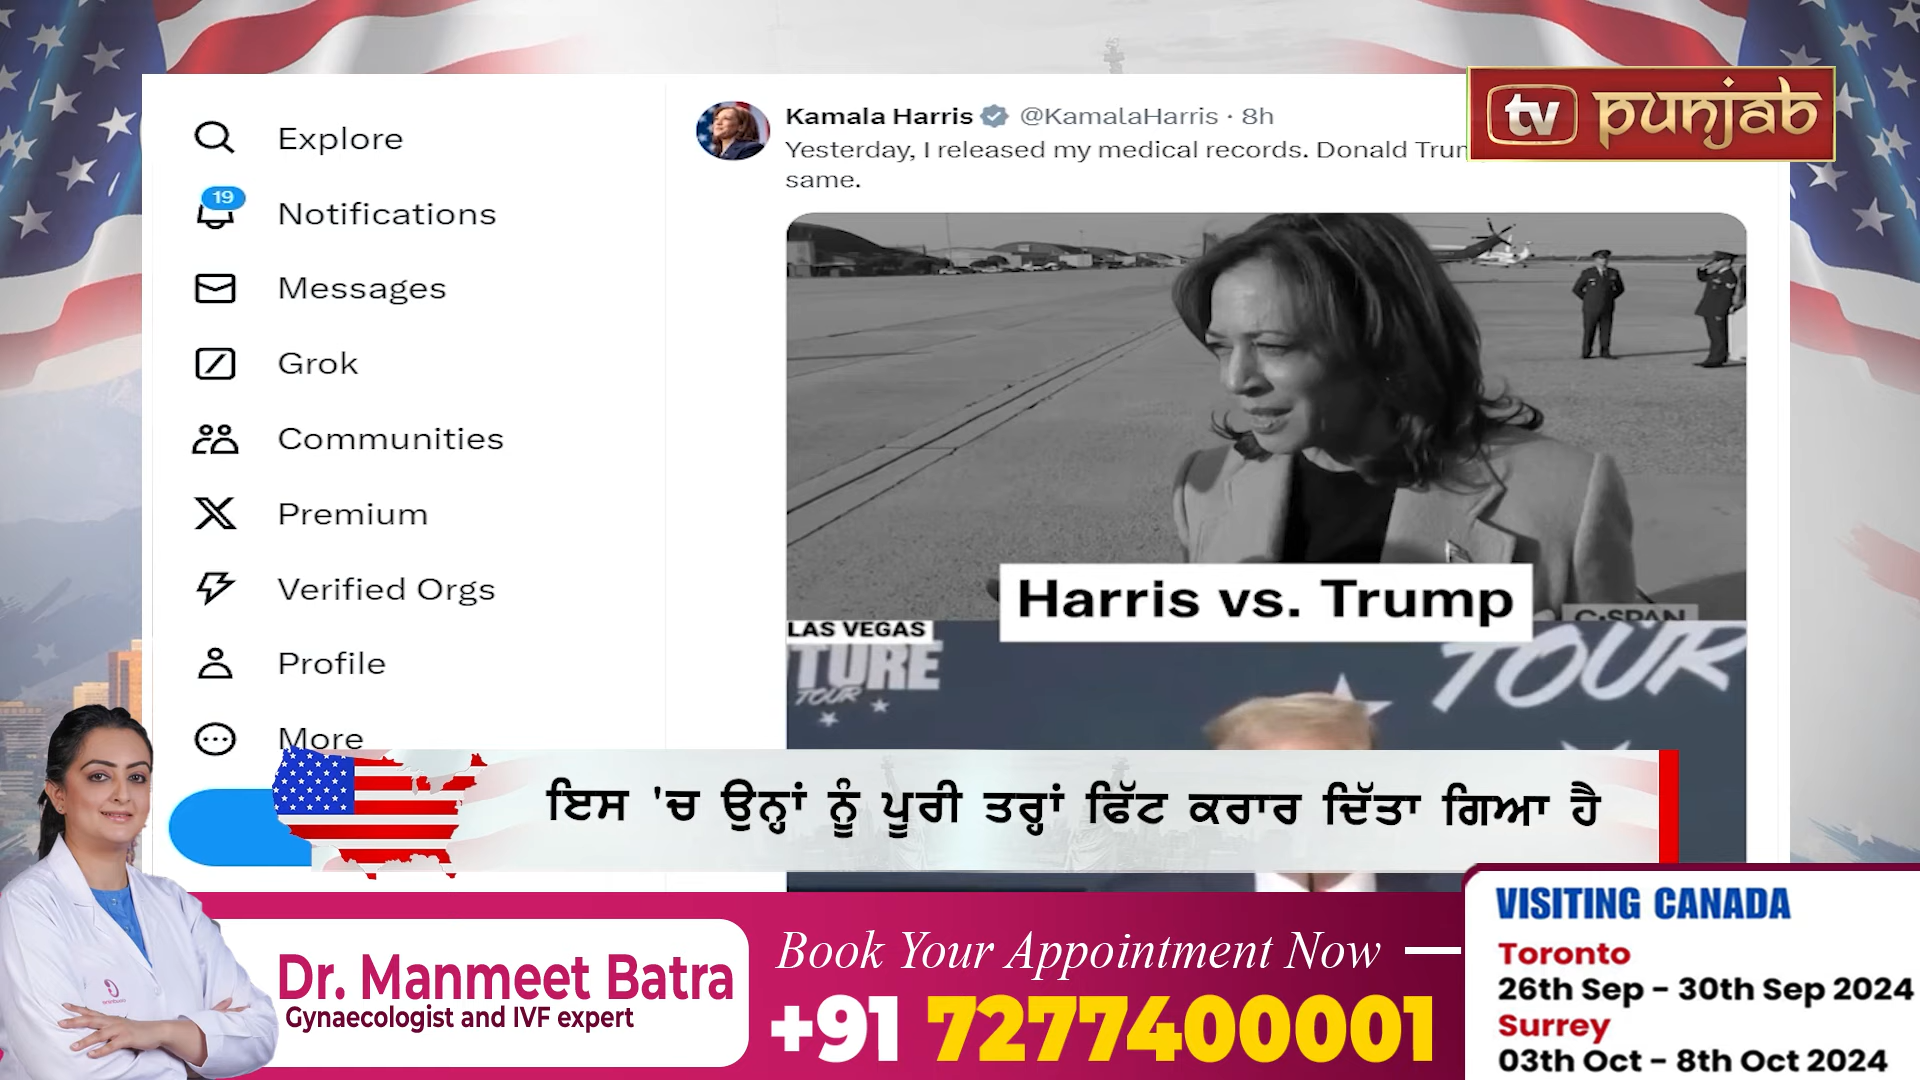 Explore
19
Notifications
Messages
Grok
Communities
Premium
Verified Orgs
Profile
More
Kamala Harris @KamalaHarris · 8h
Yesterday, I released my medical records. Donald
same.
tv punjab
Harris vs. Trump
C-SPAN
LAS VEGAS
TURE
TOUR
TOUR
ਇਸ 'ਚ ਉਨ੍ਹਾਂ ਨੂੰ ਪੂਰੀ ਤਰ੍ਹਾਂ ਫਿੱਟ ਕਰਾਰ ਦਿੱਤਾ ਗਿਆ ਹੈ
Dr. Manmeet Batra
Gynaecologist and IVF expert
Book Your Appointment Now
+91 7277400001
VISITING CANADA
Toronto
26th Sep - 30th Sep 2024
Surrey
03th Oct - 8th Oct 2024